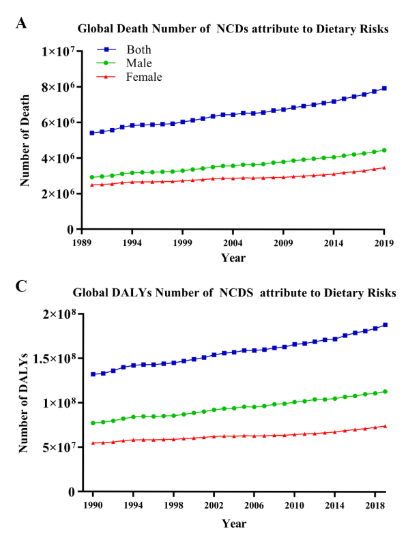 A
Global Death Number of NCDs attribute to Dietary Risks
Both
Male
Female
Number of Death
1×10⁷
8×10⁶
6×10⁶
4×10⁶
2×10⁶
0
1989 1994 1999 2004 2009 2014 2019
Year
C
Global DALYs Number of NCDS attribute to Dietary Risks
Number of DALYs
2×10⁸
1.5×10⁸
1×10⁸
5×10⁷
0
1990 1994 1998 2002 2006 2010 2014 2018
Year